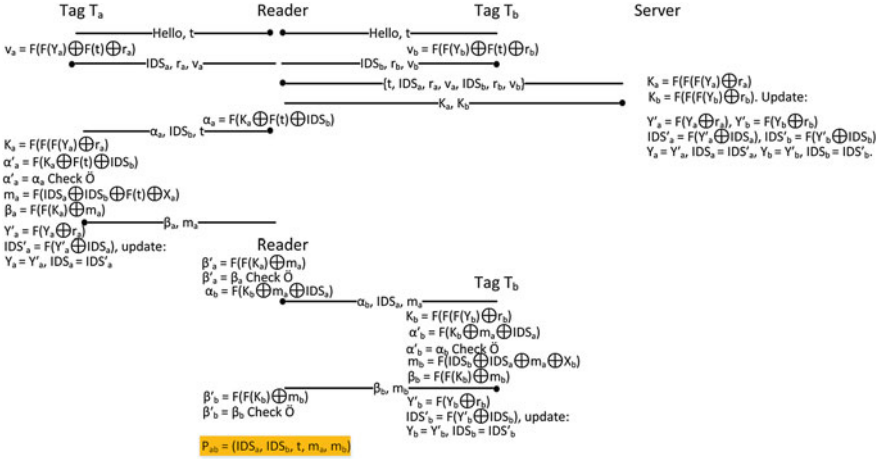 Tag Tₐ Reader Tag T_b Server
Hello, t Hello, t
vₐ = F(F(Yₐ)⊕F(t)⊕rₐ) v_b = F(F(Y_b)⊕F(t)⊕r_b)
IDSₐ, rₐ, vₐ IDS_b, r_b, v_b
{t, IDSₐ, rₐ, vₐ, IDS_b, r_b, v_b}
Kₐ, K_b
Kₐ = F(F(F(Yₐ)⊕rₐ)
K_b = F(F(F(Y_b)⊕r_b). Update:
Y'ₐ = F(Yₐ⊕rₐ), Y'_b = F(Y_b⊕r_b)
IDS'ₐ = F(Y'ₐ⊕IDSₐ), IDS'_b = F(Y'_b⊕IDS_b)
Yₐ = Y'ₐ, IDSₐ = IDS'ₐ, Y_b = Y'_b, IDS_b = IDS'_b.
αₐ = F(Kₐ⊕F(t)⊕IDS_b)
αₐ, IDS_b, t
Kₐ = F(F(F(Yₐ)⊕rₐ)
α'ₐ = F(Kₐ⊕F(t)⊕IDS_b)
α'ₐ = αₐ Check Ö
mₐ = F(IDSₐ⊕IDS_b⊕F(t)⊕Xₐ)
βₐ = F(F(Kₐ)⊕mₐ)
βₐ, mₐ
Y'ₐ = F(Yₐ⊕rₐ)
IDS'ₐ = F(Y'ₐ⊕IDSₐ), update:
Yₐ = Y'ₐ, IDSₐ = IDS'ₐ
Reader
β'ₐ = F(F(Kₐ)⊕mₐ)
β'ₐ = βₐ Check Ö
α_b = F(K_b⊕mₐ⊕IDSₐ)
Tag T_b
α_b, IDSₐ, mₐ
K_b = F(F(F(Y_b)⊕r_b)
α'_b = F(K_b⊕mₐ⊕IDSₐ)
α'_b = α_b Check Ö
m_b = F(IDS_b⊕IDSₐ⊕mₐ⊕X_b)
β_b = F(F(K_b)⊕m_b)
β_b, m_b
β'_b = F(F(K_b)⊕m_b)
β'_b = β_b Check Ö
Y'_b = F(Y_b⊕r_b)
IDS'_b = F(Y'_b⊕IDS_b), update:
Y_b = Y'_b, IDS_b = IDS'_b
Pₐb = (IDSₐ, IDS_b, t, mₐ, m_b)